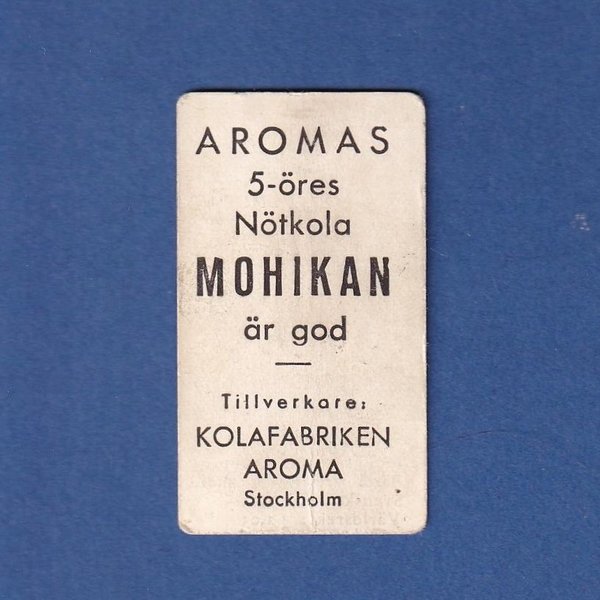 AROMAS
5-öres
Nötkola
MOHIKAN
är god
Tillverkare:
KOLAFABRIKEN
AROMA
Stockholm